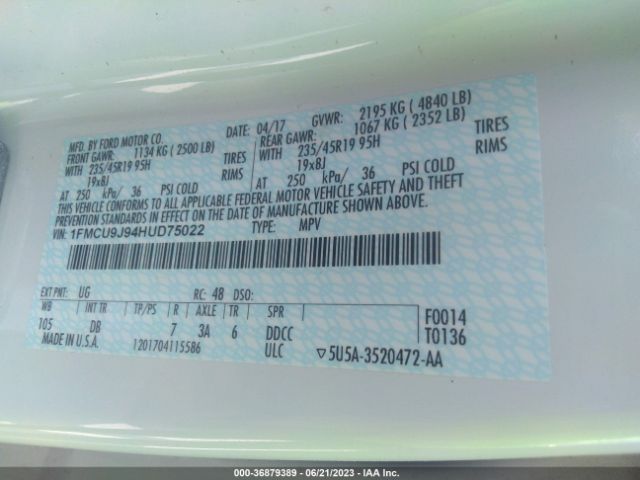 MFD. BY FORD MOTOR CO. DATE: 04/17 GVWR: 2195 KG ( 4840 LB)
FRONT GAWR: 1134 KG ( 2500 LB) REAR GAWR: 1067 KG ( 2352 LB)
WITH 235/45R19 95H TIRES WITH 235/45R19 95H TIRES
19x8J RIMS 19x8J RIMS
AT 250 kPa/ 36 PSI COLD AT 250 kPa/ 36 PSI COLD
THIS VEHICLE CONFORMS TO ALL APPLICABLE FEDERAL MOTOR VEHICLE SAFETY AND THEFT
PREVENTION STANDARDS IN EFFECT ON THE DATE OF MANUFACTURE SHOWN ABOVE.
VIN: 1FMCU9J94HUD75022 TYPE: MPV
EXT PNT: UG RC: 48 DSO:
WB INT TR TP/PS R AXLE TR SPR F0014
105 DB 7 3A 6 DDCC T0136
MADE IN U.S.A. 1201704115586 ULC ▽5U5A-3520472-AA
000-36879389 - 06/21/2023 - IAA Inc.